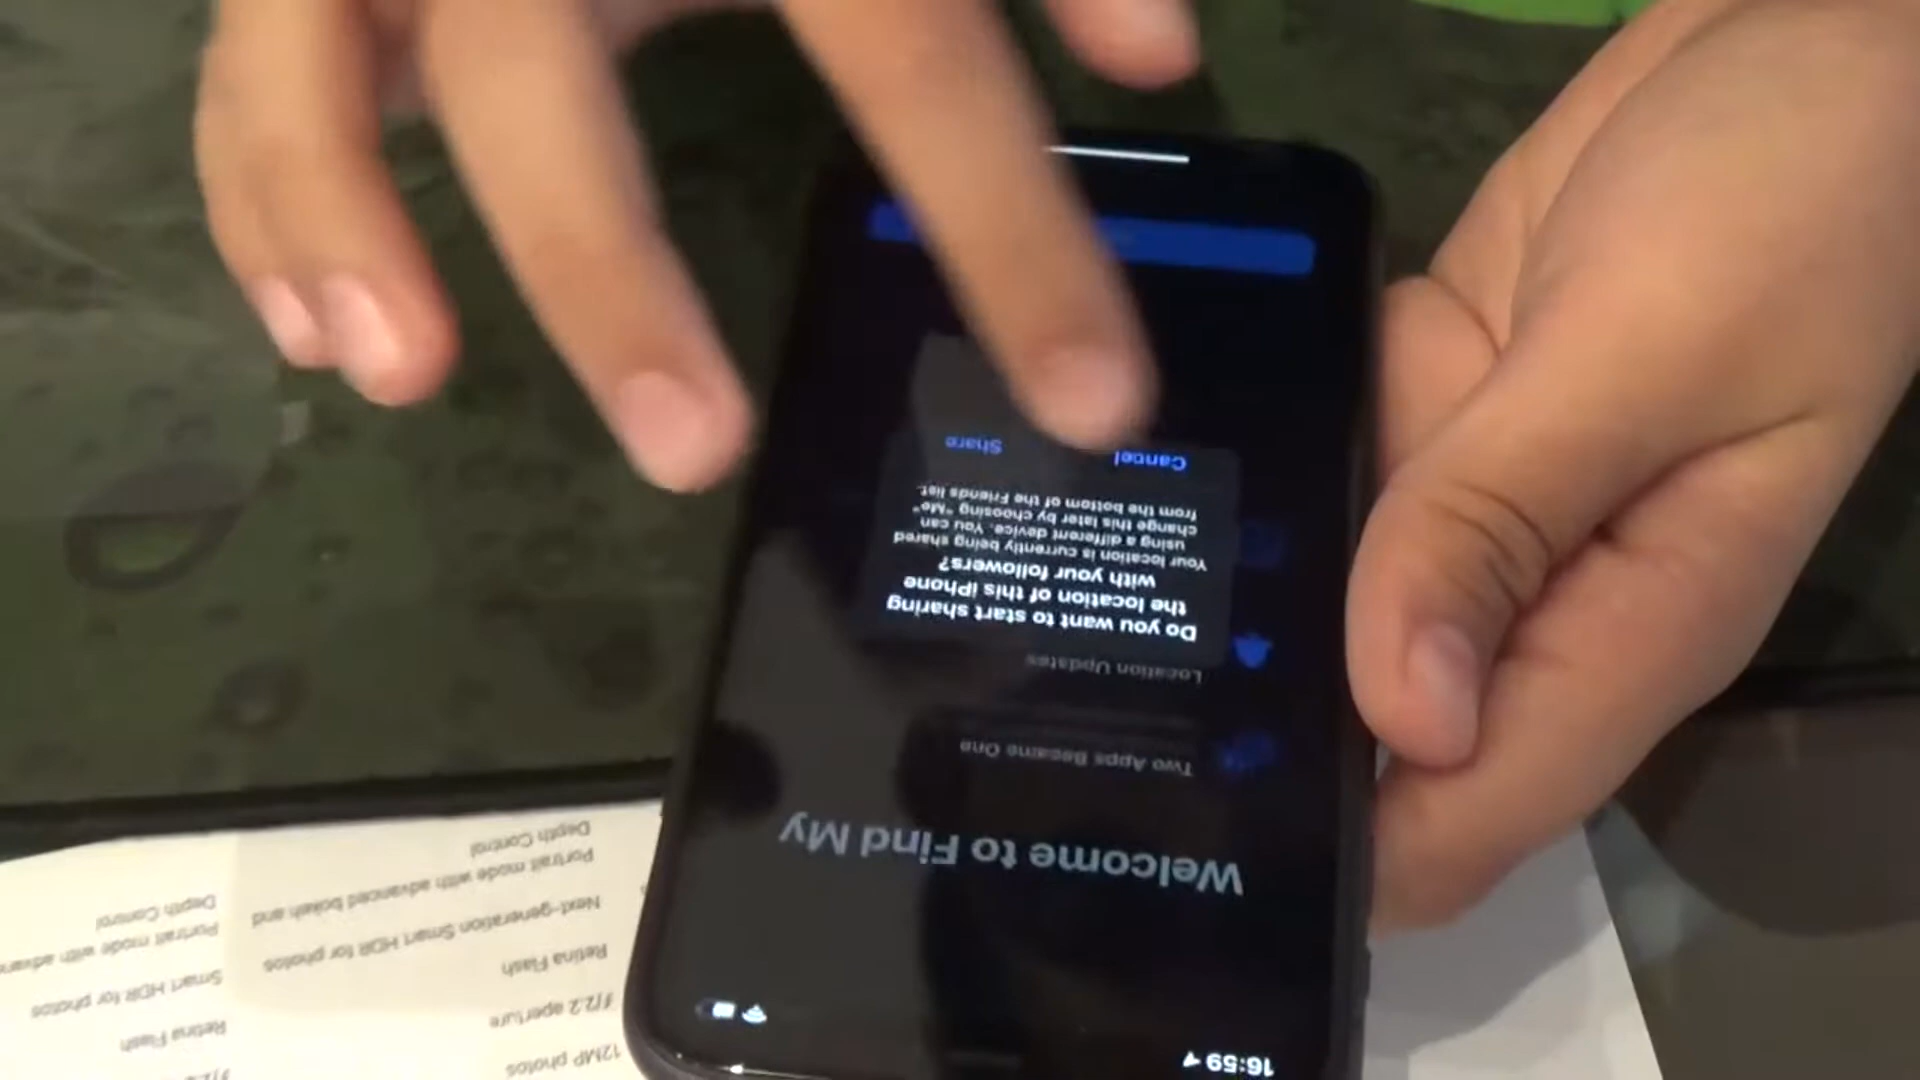 16:59
Welcome to Find My
Two Apps Became One
Location Updates
Do you want to start sharing
the location of this iPhone
with your followers?
Your location is currently being shared
using a different device. You can
change this later by choosing "Me"
from the bottom of the Friends list.
Cancel
Share
12MP photos
ƒ/2.2 aperture
Retina Flash
Next-generation Smart HDR for photos
Portrait mode with advanced bokeh and
Depth Control
Retina Flash
Smart HDR for photos
Portrait mode with
Depth Control